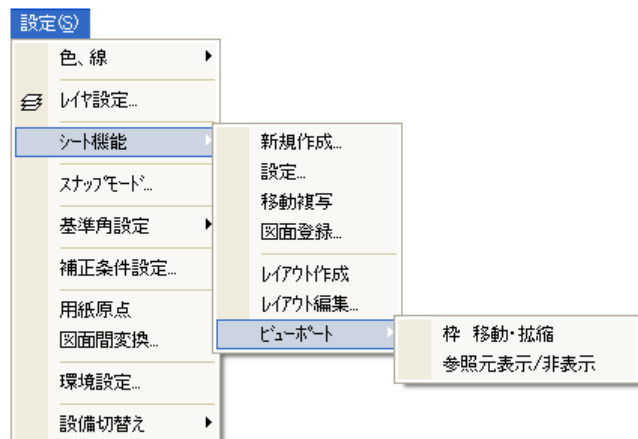 設定(S)
色、線
レイヤ設定...
シート機能
スナップモード...
基準角設定
補正条件設定...
用紙原点
図面間変換...
環境設定...
設備切替え
新規作成...
設定...
移動複写
図面登録...
レイアウト作成
レイアウト編集...
ビューポート
枠 移動・拡縮
参照元表示/非表示